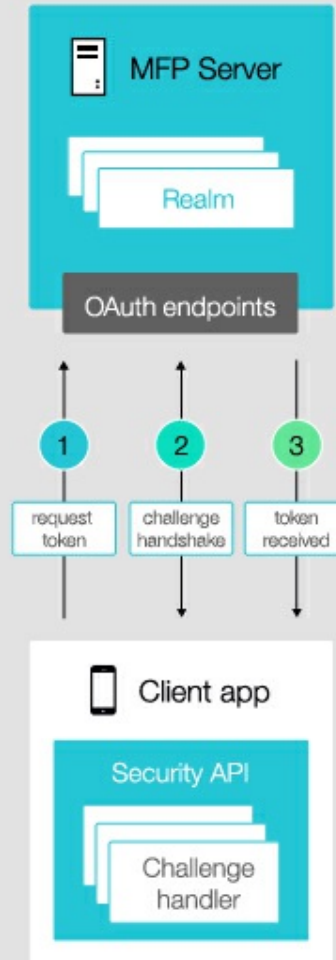 MFP Server
Realm
OAuth endpoints
1
2
3
request
token
challenge
handshake
token
received
Client app
Security API
Challenge
handler